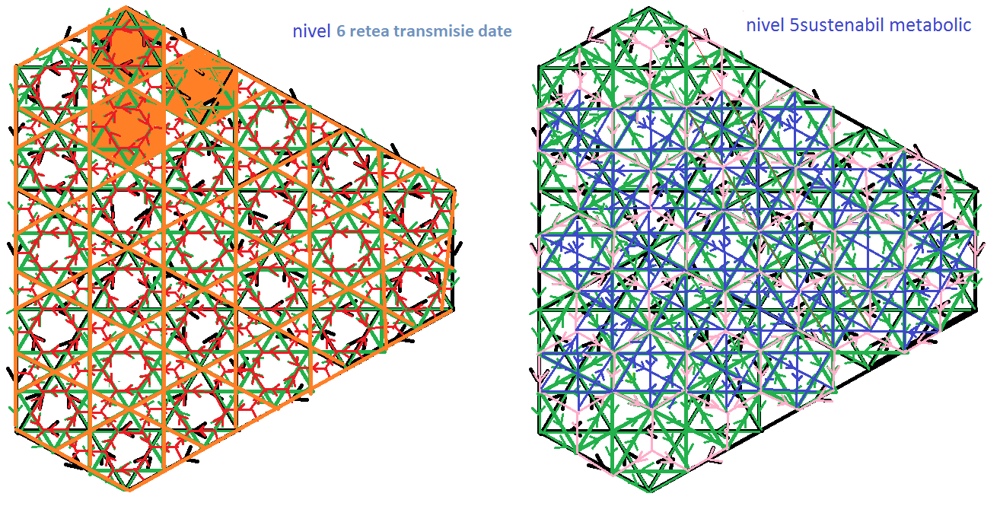 nivel 6 retea transmisie date
nivel 5sustenabil metabolic